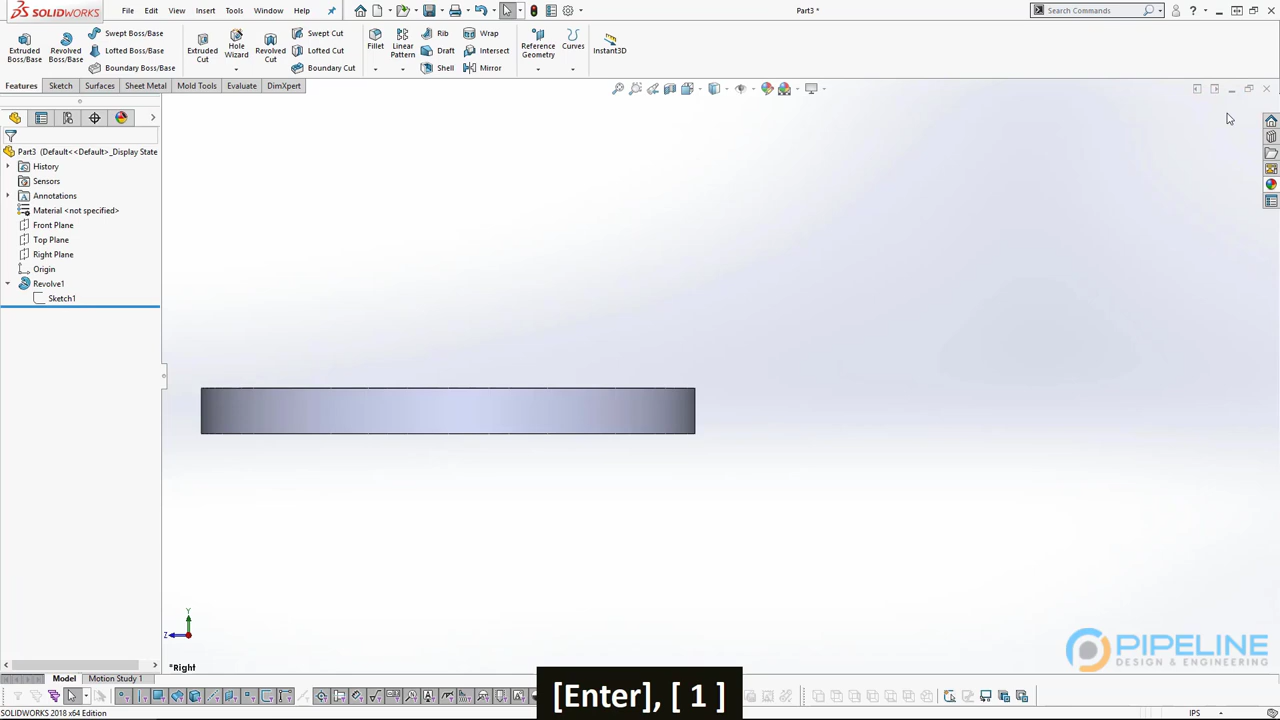 SOLIDWORKS
File
Edit
View
Insert
Tools
Window
Help
Part3 *
Search Commands
Extruded Boss/Base
Revolved Boss/Base
Swept Boss/Base
Lofted Boss/Base
Boundary Boss/Base
Extruded Cut
Hole Wizard
Revolved Cut
Swept Cut
Lofted Cut
Boundary Cut
Fillet
Linear Pattern
Rib
Draft
Shell
Wrap
Intersect
Mirror
Reference Geometry
Curves
Instant3D
Features
Sketch
Surfaces
Sheet Metal
Mold Tools
Evaluate
DimXpert
Part3 (Default<<Default>_Display State
History
Sensors
Annotations
Material <not specified>
Front Plane
Top Plane
Right Plane
Origin
Revolve1
Sketch1
Y
Z
*Right
PIPELINE
DESIGN & ENGINEERING
Model
Motion Study 1
[Enter], [ 1 ]
SOLIDWORKS 2018 x64 Edition
IPS